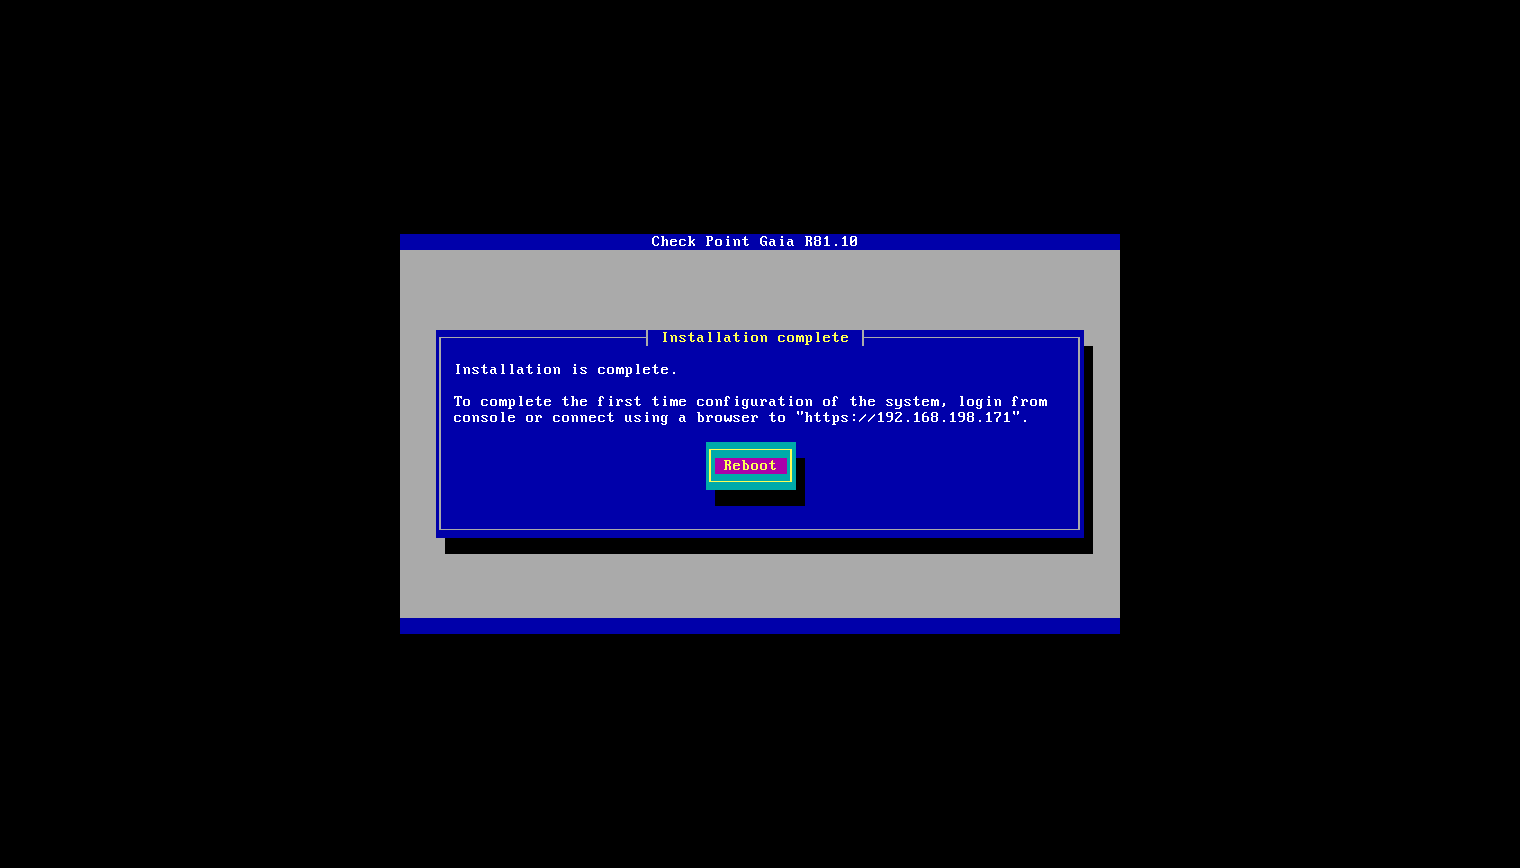 Check Point Gaia R81.10
Installation complete
Installation is complete.
To complete the first time configuration of the system, login from
console or connect using a browser to "https://192.168.198.171".
Reboot